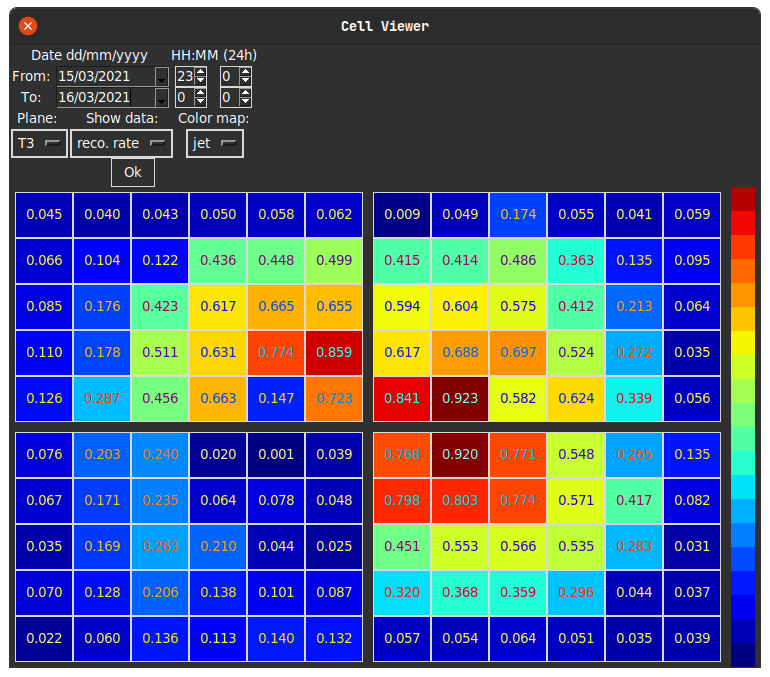 Cell Viewer
Date dd/mm/yyyy HH:MM (24h)
From: 15/03/2021 23 0
To: 16/03/2021 0 0
Plane: Show data: Color map:
T3 reco. rate jet
Ok
0.045 0.040 0.043 0.050 0.058 0.062 0.009 0.049 0.174 0.055 0.041 0.059
0.066 0.104 0.122 0.436 0.448 0.499 0.415 0.414 0.486 0.363 0.135 0.095
0.085 0.176 0.423 0.617 0.665 0.655 0.594 0.604 0.575 0.412 0.213 0.064
0.110 0.178 0.511 0.631 0.774 0.859 0.617 0.688 0.697 0.524 0.272 0.035
0.126 0.287 0.456 0.663 0.147 0.723 0.841 0.923 0.582 0.624 0.339 0.056
0.076 0.203 0.240 0.020 0.001 0.039 0.768 0.920 0.771 0.548 0.265 0.135
0.067 0.171 0.235 0.064 0.078 0.048 0.798 0.803 0.774 0.571 0.417 0.082
0.035 0.169 0.263 0.210 0.044 0.025 0.451 0.553 0.566 0.535 0.283 0.031
0.070 0.128 0.206 0.138 0.101 0.087 0.320 0.368 0.359 0.296 0.044 0.037
0.022 0.060 0.136 0.113 0.140 0.132 0.057 0.054 0.064 0.051 0.035 0.039